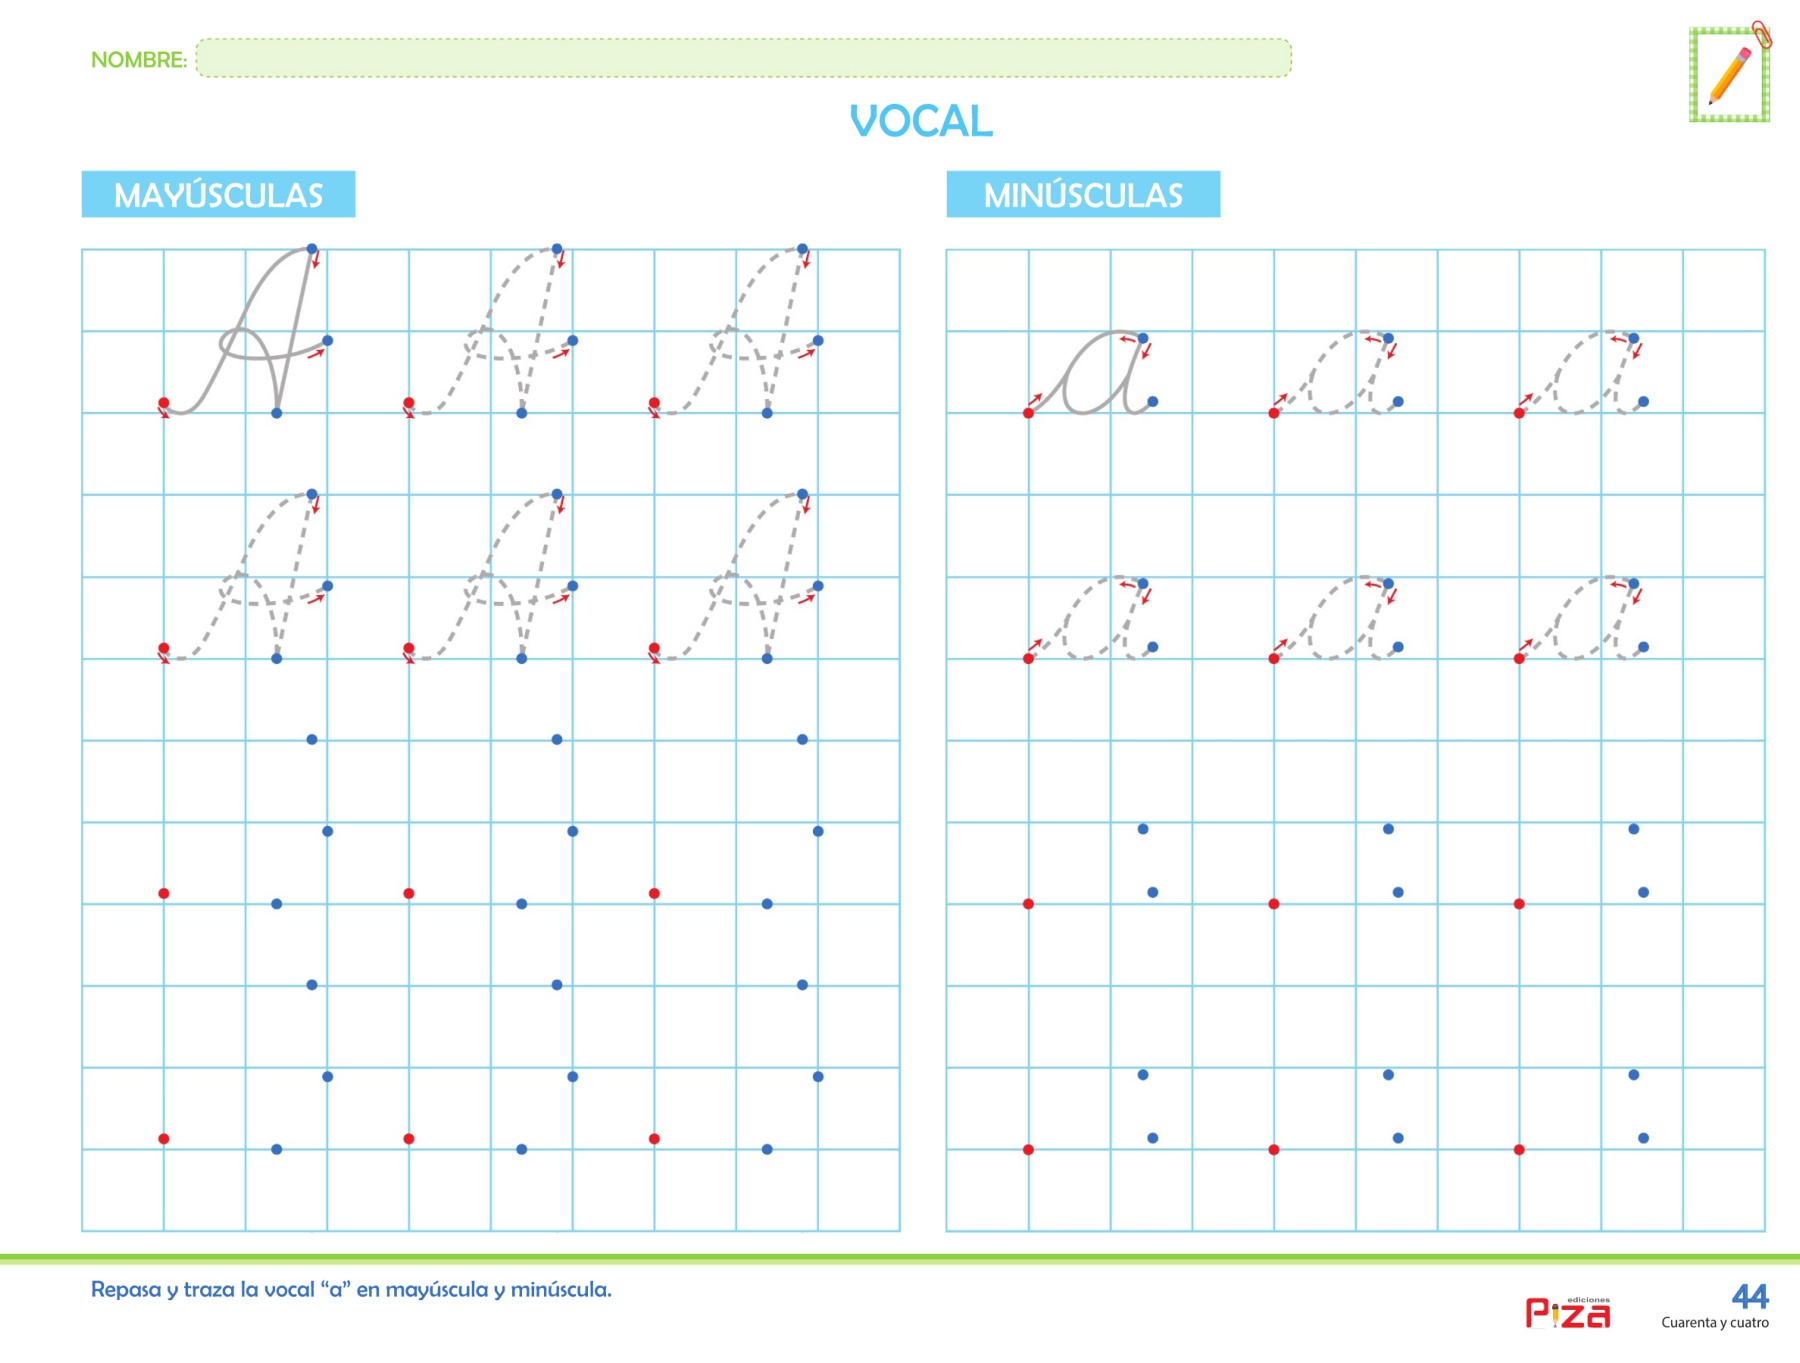 NOMBRE:
VOCAL
MAYÚSCULAS
MINÚSCULAS
A A A
a a a
A A A
a a a
Repasa y traza la vocal “a” en mayúscula y minúscula.
ediciones
Piza
44
Cuarenta y cuatro